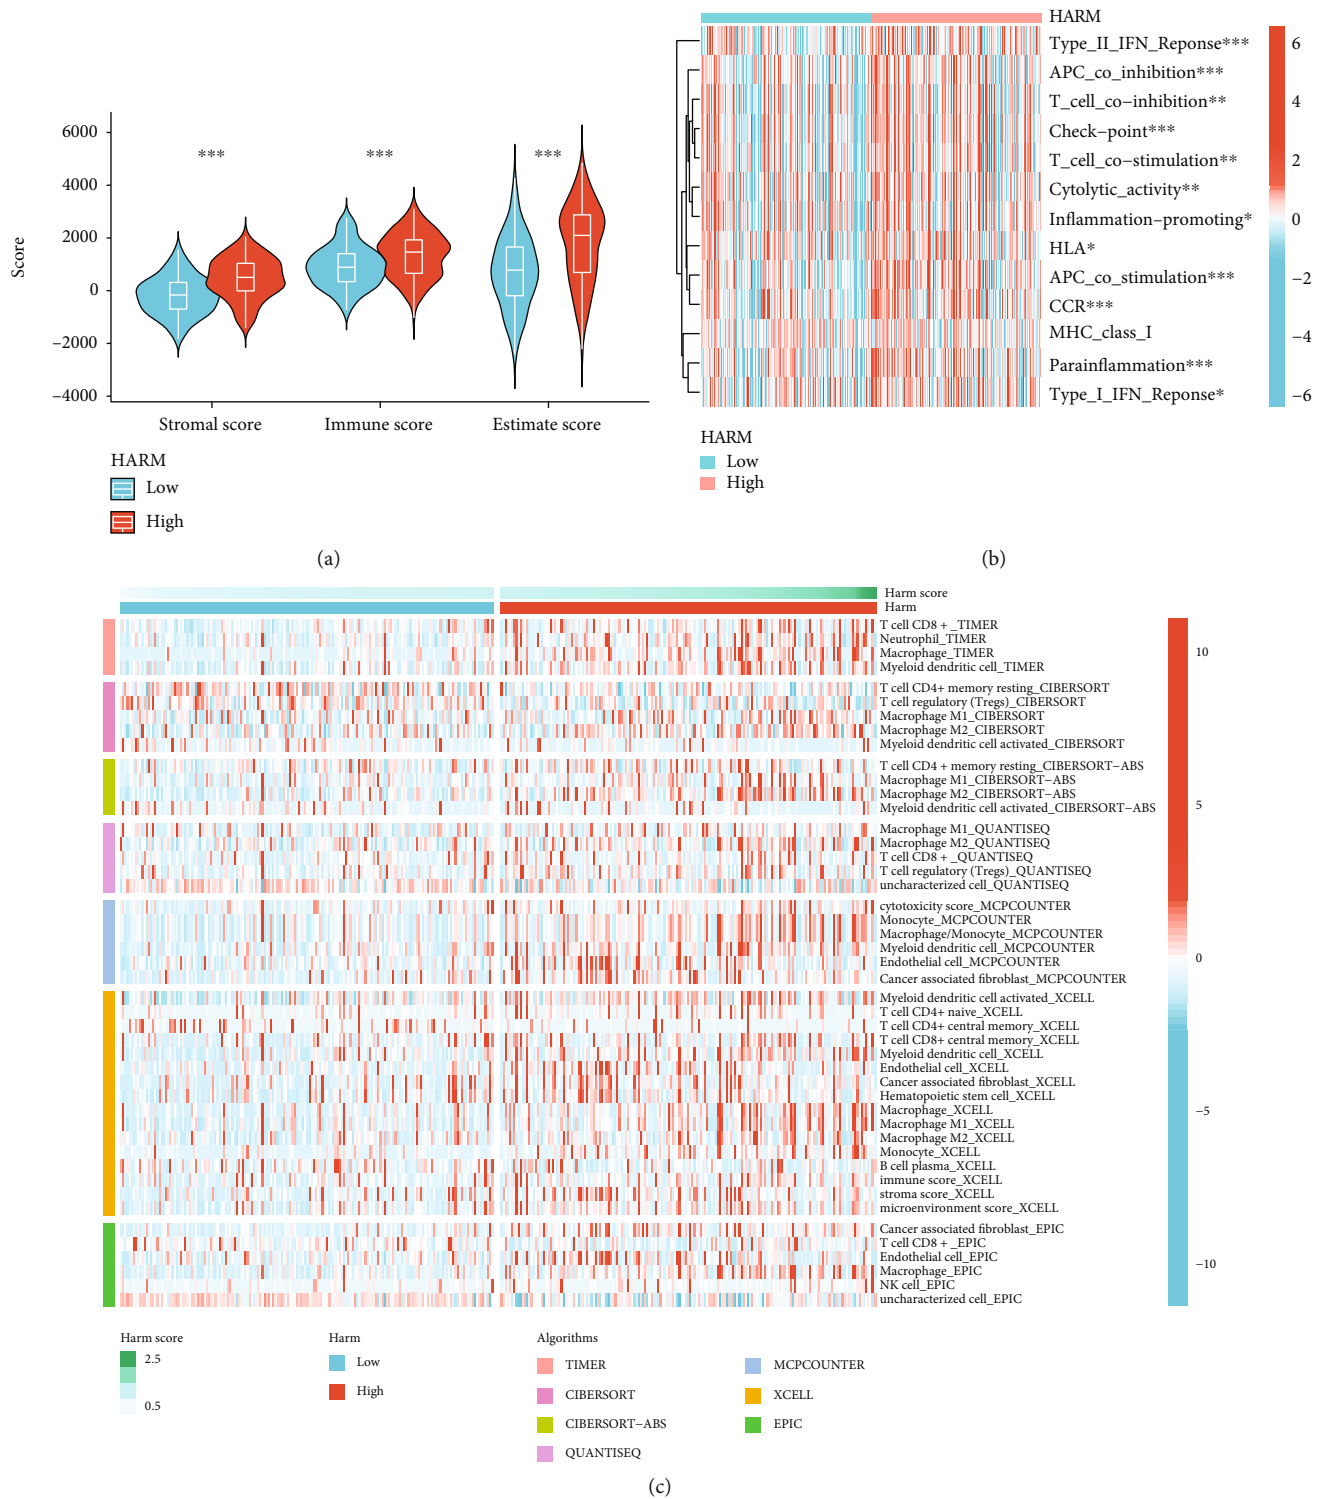 6000
4000
2000
0
−2000
−4000
Score
***
***
***
Stromal score
Immune score
Estimate score
HARM
Low
High
(a)
HARM
Type_II_IFN_Reponse***
APC_co_inhibition***
T_cell_co−inhibition**
Check−point***
T_cell_co−stimulation**
Cytolytic_activity**
Inflammation−promoting*
HLA*
APC_co_stimulation***
CCR***
MHC_class_I
Parainflammation***
Type_I_IFN_Reponse*
6
4
2
0
−2
−4
−6
HARM
Low
High
(b)
Harm score
Harm
T cell CD8 + _TIMER
Neutrophil_TIMER
Macrophage_TIMER
Myeloid dendritic cell_TIMER
T cell CD4+ memory resting_CIBERSORT
T cell regulatory (Tregs)_CIBERSORT
Macrophage M1_CIBERSORT
Macrophage M2_CIBERSORT
Myeloid dendritic cell activated_CIBERSORT
T cell CD4 + memory resting_CIBERSORT−ABS
Macrophage M1_CIBERSORT−ABS
Macrophage M2_CIBERSORT−ABS
Myeloid dendritic cell activated_CIBERSORT−ABS
Macrophage M1_QUANTISEQ
Macrophage M2_QUANTISEQ
T cell CD8 + _QUANTISEQ
T cell regulatory (Tregs)_QUANTISEQ
uncharacterized cell_QUANTISEQ
cytotoxicity score_MCPCOUNTER
Monocyte_MCPCOUNTER
Macrophage/Monocyte_MCPCOUNTER
Myeloid dendritic cell_MCPCOUNTER
Endothelial cell_MCPCOUNTER
Cancer associated fibroblast_MCPCOUNTER
Myeloid dendritic cell activated_XCELL
T cell CD4+ naive_XCELL
T cell CD4+ central memory_XCELL
T cell CD8+ central memory_XCELL
Myeloid dendritic cell_XCELL
Endothelial cell_XCELL
Cancer associated fibroblast_XCELL
Hematopoietic stem cell_XCELL
Macrophage_XCELL
Macrophage M1_XCELL
Macrophage M2_XCELL
Monocyte_XCELL
B cell plasma_XCELL
immune score_XCELL
stroma score_XCELL
microenvironment score_XCELL
Cancer associated fibroblast_EPIC
T cell CD8 + _EPIC
Endothelial cell_EPIC
Macrophage_EPIC
NK cell_EPIC
uncharacterized cell_EPIC
10
5
0
−5
−10
Harm score
2.5
0.5
Harm
Low
High
Algorithms
TIMER
CIBERSORT
CIBERSORT−ABS
QUANTISEQ
MCPCOUNTER
XCELL
EPIC
(c)